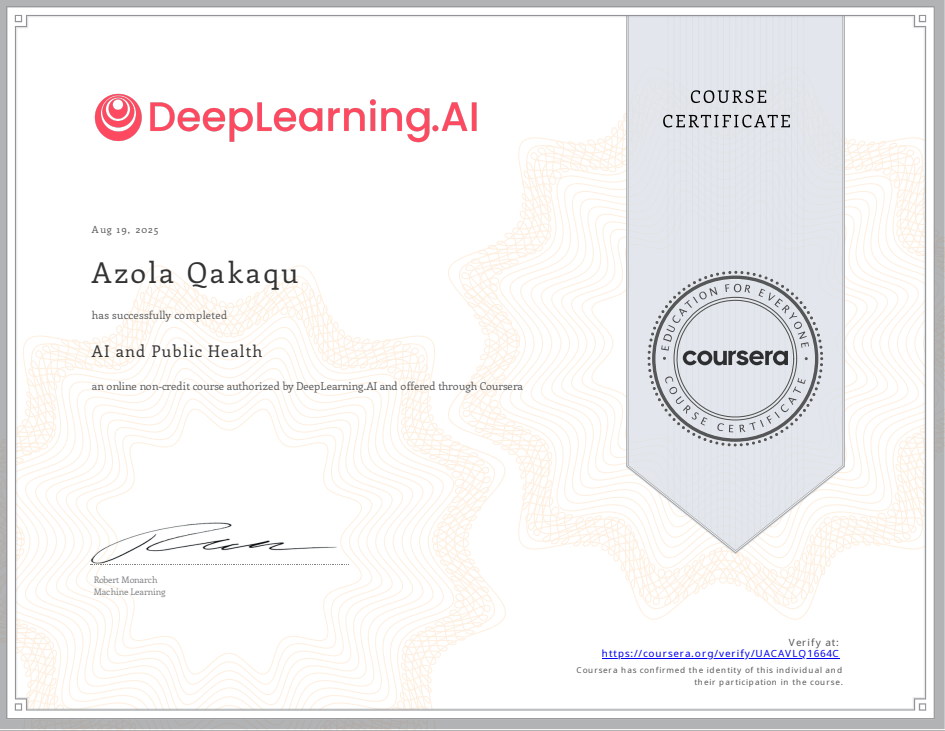 DeepLearning.AI
COURSE
CERTIFICATE
Aug 19, 2025
Azola Qakaqu
has successfully completed
AI and Public Health
an online non-credit course authorized by DeepLearning.AI and offered through Coursera
EDUCATION FOR EVERYONE
coursera
COURSE CERTIFICATE
Robert Monarch
Machine Learning
Verify at:
https://coursera.org/verify/UACAVLQ1664C
Coursera has confirmed the identity of this individual and
their participation in the course.